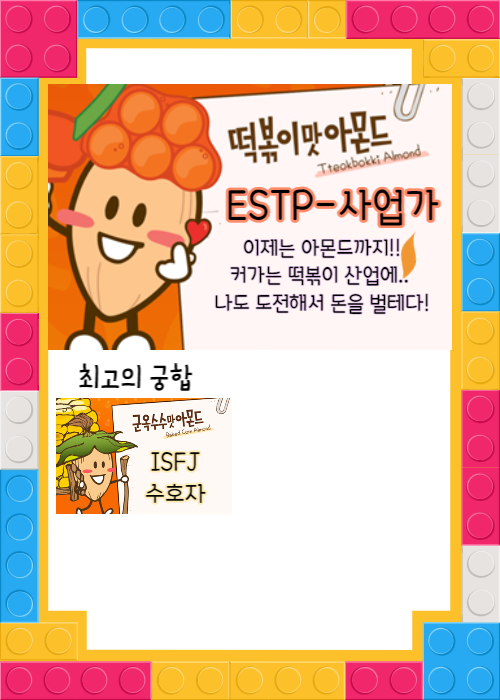 떡볶이맛아몬드
Tteokbokki Almond
ESTP-사업가
이제는 아몬드까지!!
커가는 떡볶이 산업에..
나도 도전해서 돈을 벌테다!
최고의 궁합
군옥수수맛아몬드
Roasted Corn Almond
ISFJ
수호자